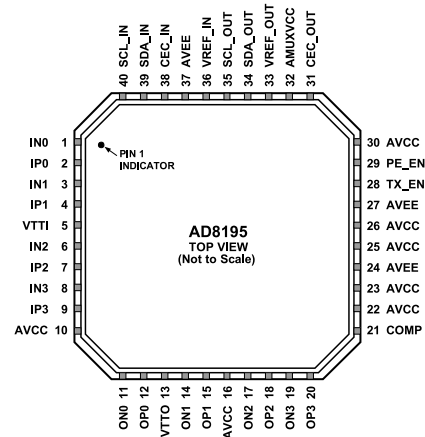 40 SCL_IN
39 SDA_IN
38 CEC_IN
37 AVEE
36 VREF_IN
35 SCL_OUT
34 SDA_OUT
33 VREF_OUT
32 AMUXVCC
31 CEC_OUT
IN0 1
IP0 2
IN1 3
IP1 4
VTTI 5
IN2 6
IP2 7
IN3 8
IP3 9
AVCC 10
PIN 1
INDICATOR
AD8195
TOP VIEW
(Not to Scale)
30 AVCC
29 PE_EN
28 TX_EN
27 AVEE
26 AVCC
25 AVCC
24 AVEE
23 AVCC
22 AVCC
21 COMP
ON0 11
OP0 12
VTTO 13
ON1 14
OP1 15
AVCC 16
ON2 17
OP2 18
ON3 19
OP3 20